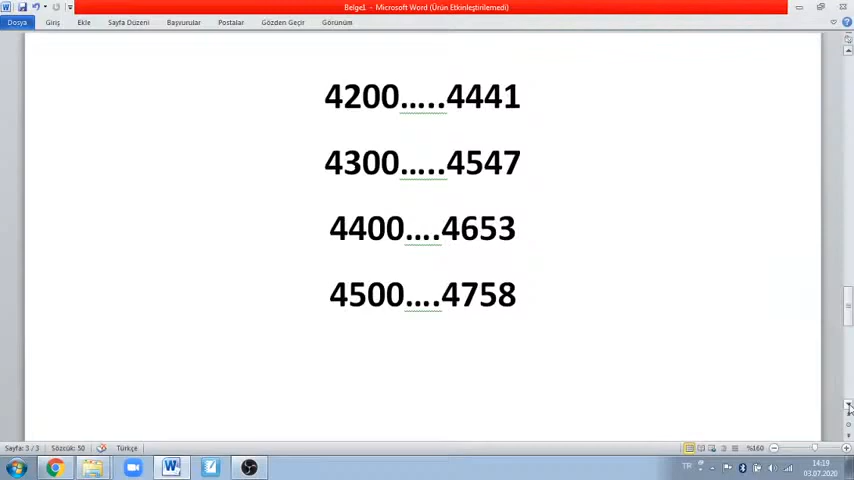 Belge1 - Microsoft Word (Ürün Etkinleştirilemedi)
Dosya Giriş Ekle Sayfa Düzeni Başvurular Postalar Gözden Geçir Görünüm
4200.....4441
4300.....4547
4400....4653
4500....4758
Sayfa: 3 / 3 Sözcük: 50 Türkçe %160
TR 14:19
03.07.2020